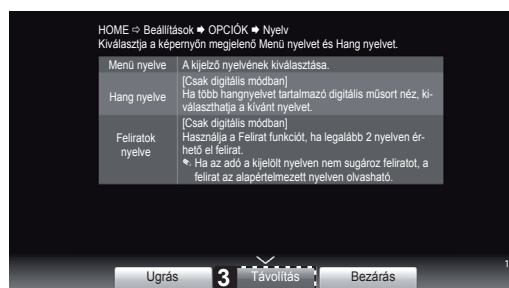 HOME ⇨ Beállítások ➡ OPCIÓK ➡ Nyelv
Kiválasztja a képernyőn megjelenő Menü nyelvet és Hang nyelvet.
Menü nyelve
A kijelző nyelvének kiválasztása.
Hang nyelve
[Csak digitális módban]
Ha több hangnyelvet tartalmazó digitális műsort néz, ki-
választhatja a kívánt nyelvet.
Feliratok
nyelve
[Csak digitális módban]
Használja a Felirat funkciót, ha legalább 2 nyelven ér-
hető el felirat.
Ha az adó a kijelölt nyelven nem sugároz feliratot, a
felirat az alapértelmezett nyelven olvasható.
1
Ugrás
3
Távolítás
Bezárás